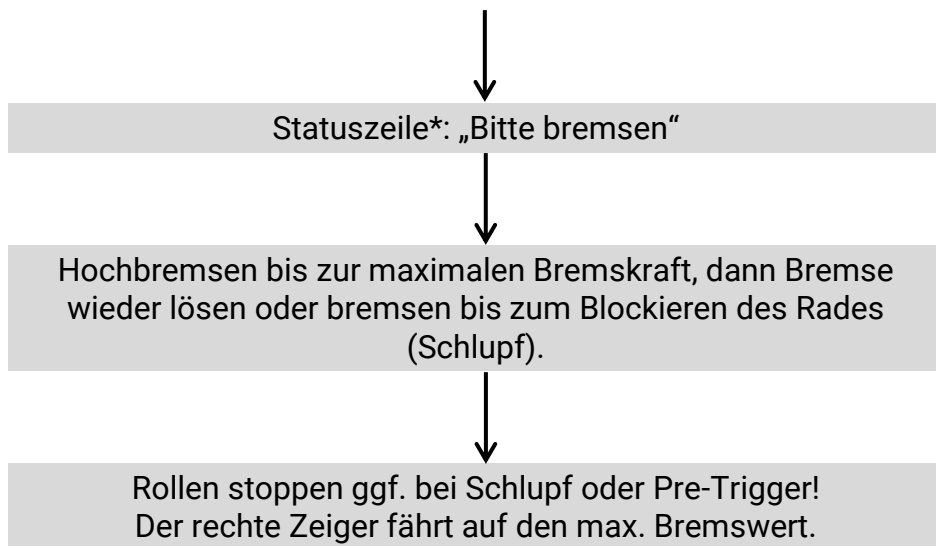 Statuszeile*: „Bitte bremsen“
Hochbremsen bis zur maximalen Bremskraft, dann Bremse
wieder lösen oder bremsen bis zum Blockieren des Rades
(Schlupf).
Rollen stoppen ggf. bei Schlupf oder Pre-Trigger!
Der rechte Zeiger fährt auf den max. Bremswert.